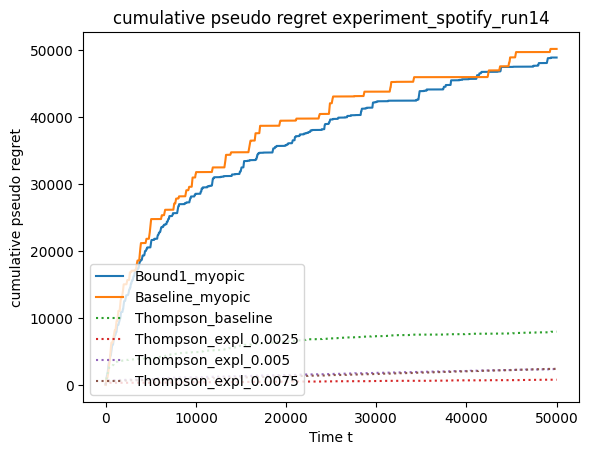 cumulative pseudo regret experiment_spotify_run14
50000
40000
30000
20000
10000
0
cumulative pseudo regret
Bound1_myopic
Baseline_myopic
Thompson_baseline
Thompson_expl_0.0025
Thompson_expl_0.005
Thompson_expl_0.0075
0 10000 20000 30000 40000 50000
Time t